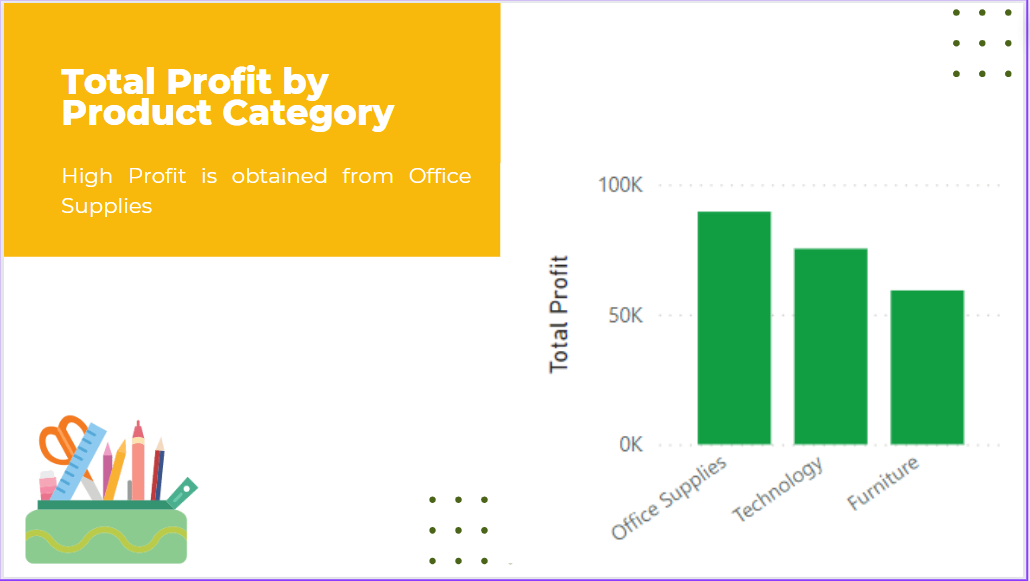 Total Profit by
Product Category
High Profit is obtained from Office
Supplies
Total Profit
100K
50K
0K
Office Supplies
Technology
Furniture